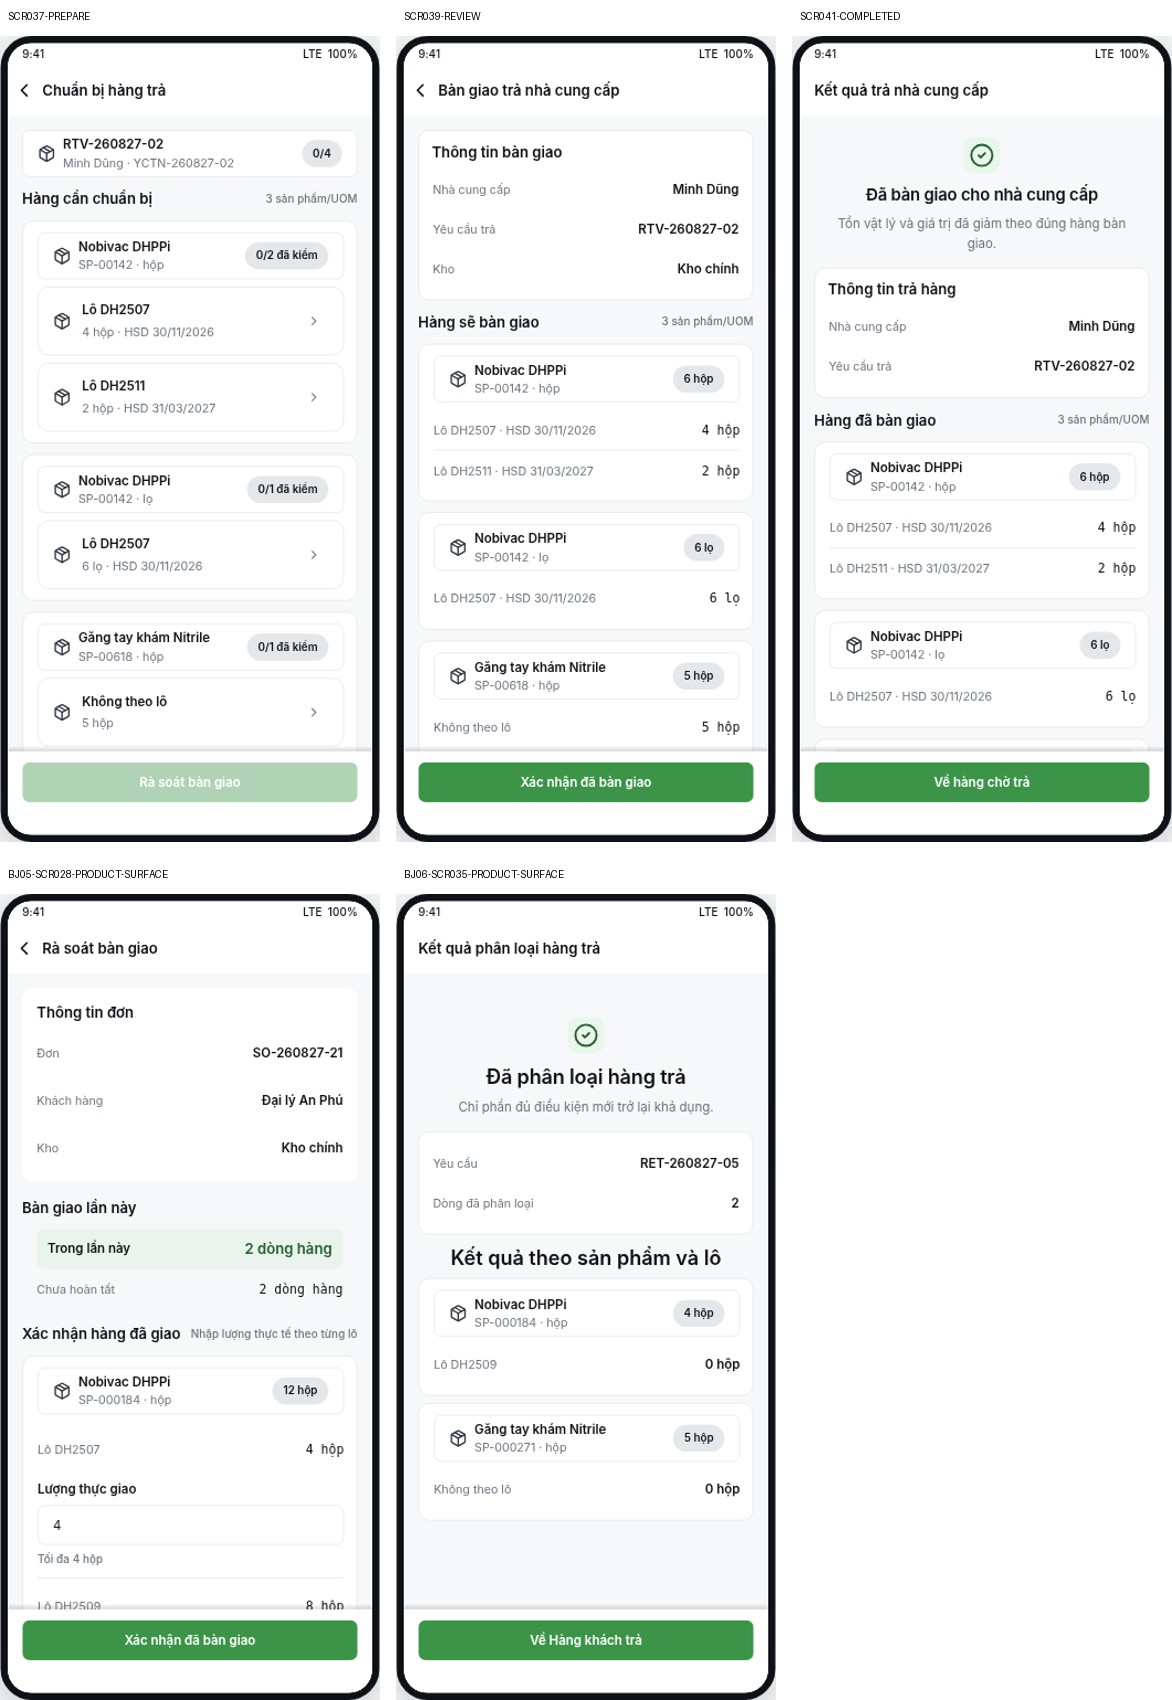 SCR037-PREPARE
9:41
LTE 100%
Chuẩn bị hàng trả
RTV-260827-02
Minh Dũng · YCTN-260827-02
0/4
Hàng cần chuẩn bị
3 sản phẩm/UOM
Nobivac DHPPi
SP-00142 · hộp
0/2 đã kiểm
Lô DH2507
4 hộp · HSD 30/11/2026
Lô DH2511
2 hộp · HSD 31/03/2027
Nobivac DHPPi
SP-00142 · lọ
0/1 đã kiểm
Lô DH2507
6 lọ · HSD 30/11/2026
Găng tay khám Nitrile
SP-00618 · hộp
0/1 đã kiểm
Không theo lô
5 hộp
Rà soát bàn giao
SCR039-REVIEW
9:41
LTE 100%
Bàn giao trả nhà cung cấp
Thông tin bàn giao
Nhà cung cấp
Minh Dũng
Yêu cầu trả
RTV-260827-02
Kho
Kho chính
Hàng sẽ bàn giao
3 sản phẩm/UOM
Nobivac DHPPi
SP-00142 · hộp
6 hộp
Lô DH2507 · HSD 30/11/2026
4 hộp
Lô DH2511 · HSD 31/03/2027
2 hộp
Nobivac DHPPi
SP-00142 · lọ
6 lọ
Lô DH2507 · HSD 30/11/2026
6 lọ
Găng tay khám Nitrile
SP-00618 · hộp
5 hộp
Không theo lô
5 hộp
Xác nhận đã bàn giao
SCR041-COMPLETED
9:41
LTE 100%
Kết quả trả nhà cung cấp
Đã bàn giao cho nhà cung cấp
Tồn vật lý và giá trị đã giảm theo đúng hàng bàn
giao.
Thông tin trả hàng
Nhà cung cấp
Minh Dũng
Yêu cầu trả
RTV-260827-02
Hàng đã bàn giao
3 sản phẩm/UOM
Nobivac DHPPi
SP-00142 · hộp
6 hộp
Lô DH2507 · HSD 30/11/2026
4 hộp
Lô DH2511 · HSD 31/03/2027
2 hộp
Nobivac DHPPi
SP-00142 · lọ
6 lọ
Lô DH2507 · HSD 30/11/2026
6 lọ
Về hàng chờ trả
BJ05-SCR028-PRODUCT-SURFACE
9:41
LTE 100%
Rà soát bàn giao
Thông tin đơn
Đơn
SO-260827-21
Khách hàng
Đại lý An Phú
Kho
Kho chính
Bàn giao lần này
Trong lần này
2 dòng hàng
Chưa hoàn tất
2 dòng hàng
Xác nhận hàng đã giao
Nhập lượng thực tế theo từng lô
Nobivac DHPPi
SP-000184 · hộp
12 hộp
Lô DH2507
4 hộp
Lượng thực giao
4
Tối đa 4 hộp
Lô DH2509
8 hộp
Xác nhận đã bàn giao
BJ06-SCR035-PRODUCT-SURFACE
9:41
LTE 100%
Kết quả phân loại hàng trả
Đã phân loại hàng trả
Chỉ phần đủ điều kiện mới trở lại khả dụng.
Yêu cầu
RET-260827-05
Dòng đã phân loại
2
Kết quả theo sản phẩm và lô
Nobivac DHPPi
SP-000184 · hộp
4 hộp
Lô DH2509
0 hộp
Găng tay khám Nitrile
SP-000271 · hộp
5 hộp
Không theo lô
0 hộp
Về Hàng khách trả